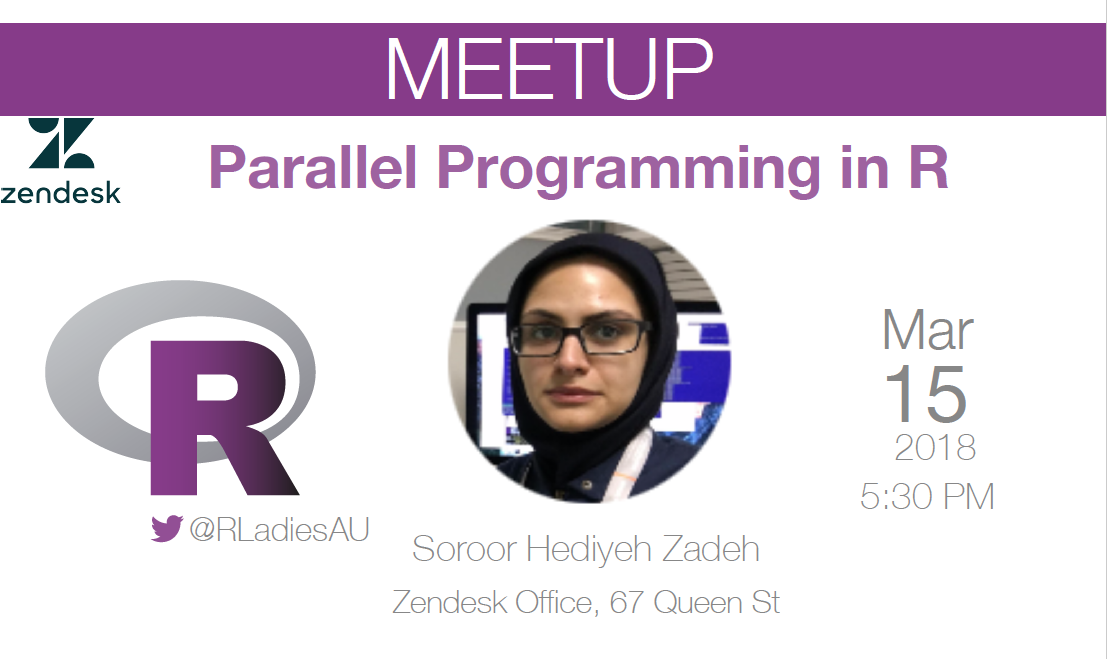 MEETUP
zendesk
Parallel Programming in R
R
@RLadiesAU
Mar
15
2018
5:30 PM
Soroor Hediyeh Zadeh
Zendesk Office, 67 Queen St